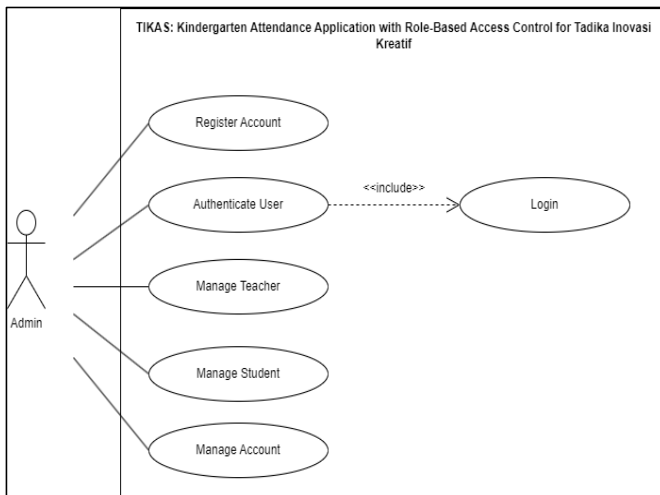 TIKAS: Kindergarten Attendance Application with Role-Based Access Control for Tadika Inovasi
Kreatif
Register Account
Authenticate User
<<include>>
Login
Manage Teacher
Admin
Manage Student
Manage Account